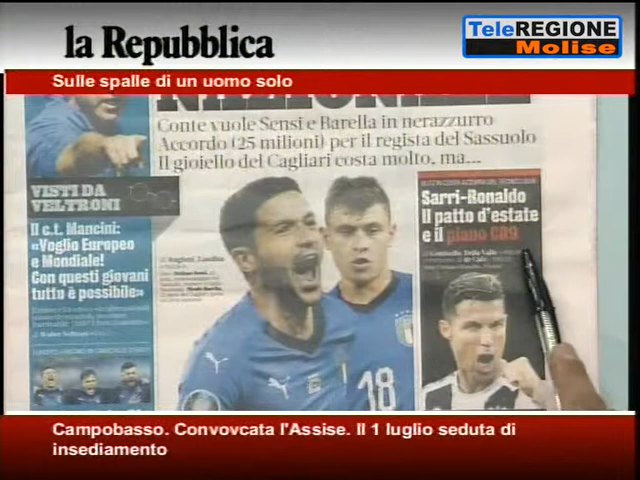 la Repubblica
TeleREGIONE
Molise
Sulle spalle di un uomo solo
Conte vuole Sensi e Barella in nerazzurro
Accordo (25 milioni) per il regista del Sassuolo
Il gioiello del Cagliari costa molto, ma...
VISTI DA
VELTRONI
Il c.t. Mancini:
«Voglio Europeo
e Mondiale!
Con questi giovani
tutto è possibile»
Sarri-Ronaldo
Il patto d'estate
e il piano CR9
18
Campobasso. Convovcata l'Assise. Il 1 luglio seduta di
insediamento